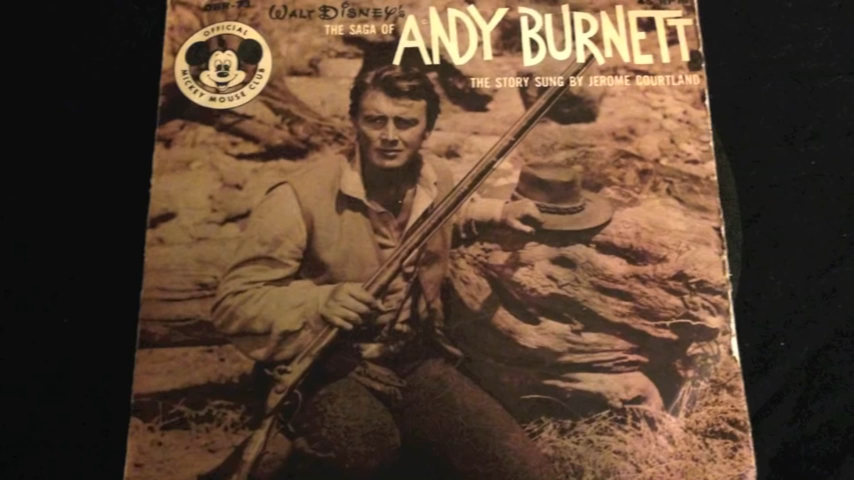 OFFICIAL
MICKEY MOUSE CLUB
WALT DISNEY'S
THE SAGA OF
ANDY BURNETT
THE STORY SUNG BY JEROME COURTLAND